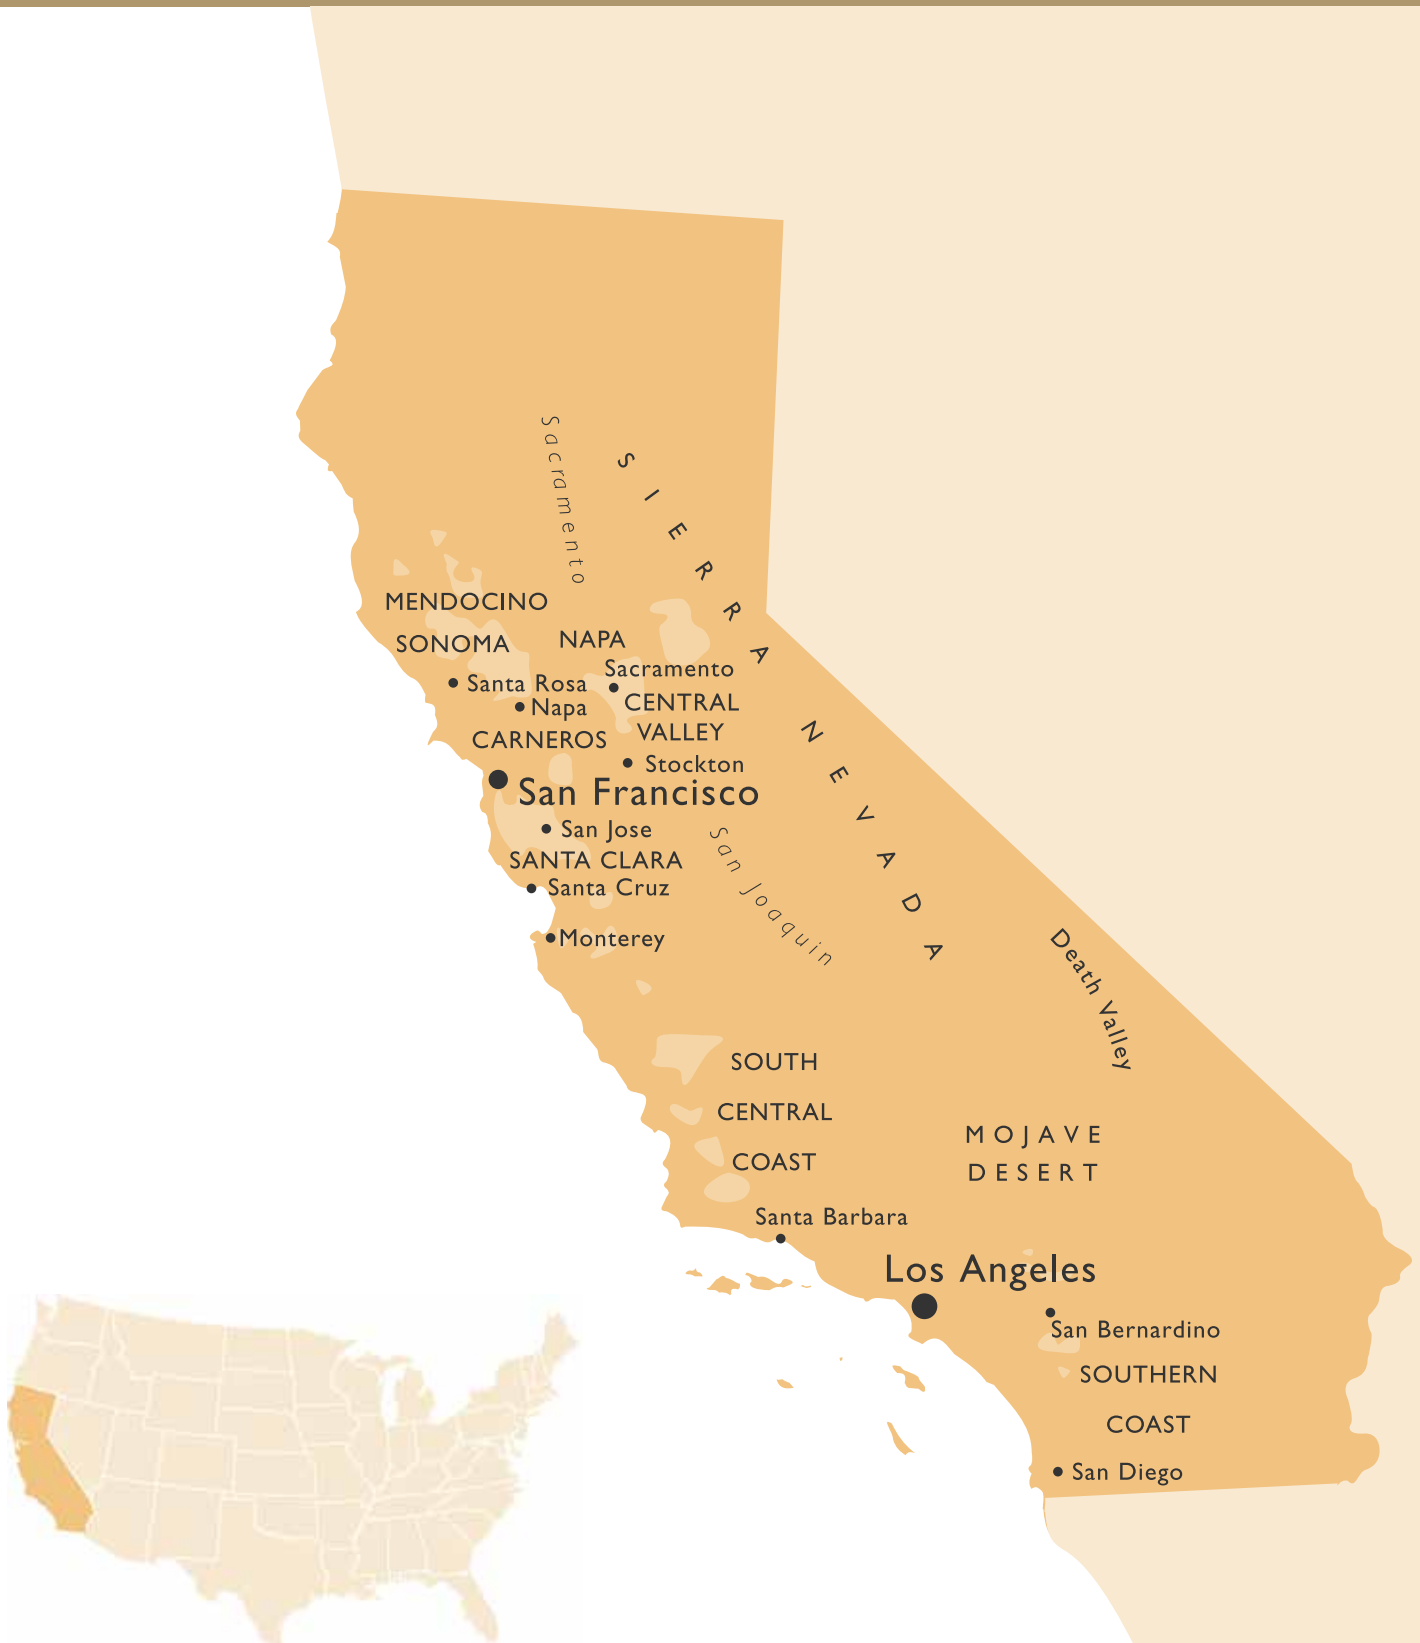 Sacramento
SIERRA NEVADA
MENDOCINO
SONOMA
NAPA
Sacramento
Santa Rosa
CENTRAL
Napa
VALLEY
CARNEROS
Stockton
San Francisco
San Jose
San Joaquin
SANTA CLARA
Santa Cruz
Monterey
Death Valley
SOUTH
CENTRAL
COAST
MOJAVE
DESERT
Santa Barbara
Los Angeles
San Bernardino
SOUTHERN
COAST
San Diego